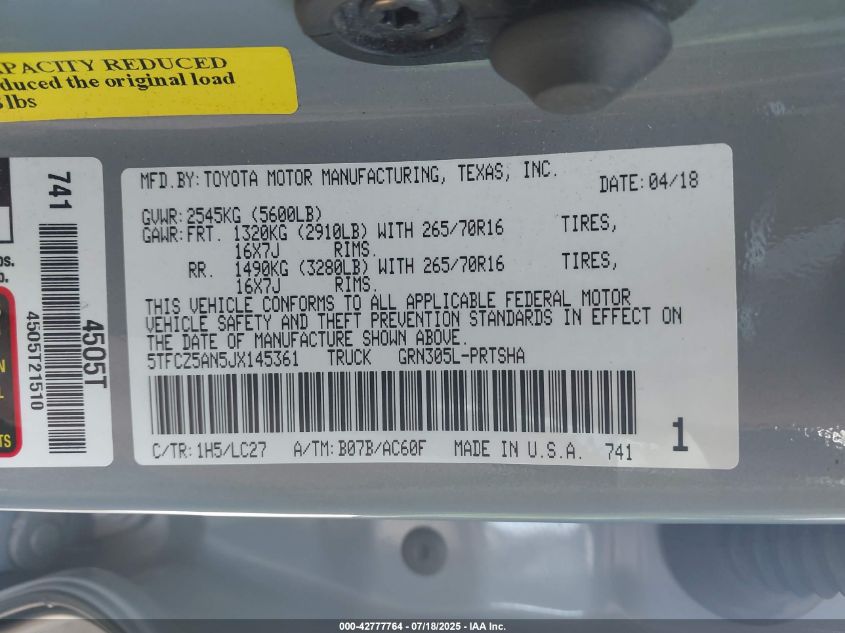 APACITY REDUCED
duced the original load
lbs
741
4505T
4505T21510
MFD.BY:TOYOTA MOTOR MANUFACTURING, TEXAS, INC.
DATE:04/18
GVWR:2545KG (5600LB)
GAWR:FRT. 1320KG (2910LB) WITH 265/70R16 TIRES,
16X7J RIMS.
RR. 1490KG (3280LB) WITH 265/70R16 TIRES,
16X7J RIMS.
THIS VEHICLE CONFORMS TO ALL APPLICABLE FEDERAL MOTOR
VEHICLE SAFETY AND THEFT PREVENTION STANDARDS IN EFFECT ON
THE DATE OF MANUFACTURE SHOWN ABOVE.
5TFCZ5AN5JX145361 TRUCK GRN305L-PRTSHA
C/TR:1H5/LC27 A/TM:B07B/AC60F MADE IN U.S.A. 741
1
000-42777764 - 07/18/2025 - IAA Inc.